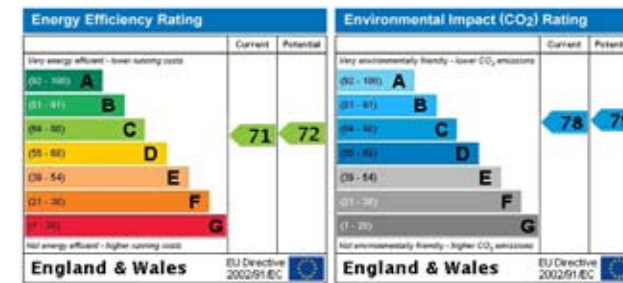 Energy Efficiency Rating
Current Potential
Very energy efficient - lower running costs
(92 - 100) A
(81 - 91) B
(69 - 80) C
71 72
(55 - 68) D
(39 - 54) E
(21 - 38) F
(1 - 20) G
Not energy efficient - higher running costs
England & Wales
EU Directive
2002/91/EC
Environmental Impact (CO2) Rating
Current Potent
Very environmentally friendly - lower CO2 emissions
(92 - 100) A
(81 - 91) B
(69 - 80) C
78
(55 - 68) D
(39 - 54) E
(21 - 38) F
(1 - 20) G
Not environmentally friendly - higher CO2 emissions
England & Wales
EU Directive
2002/91/EC